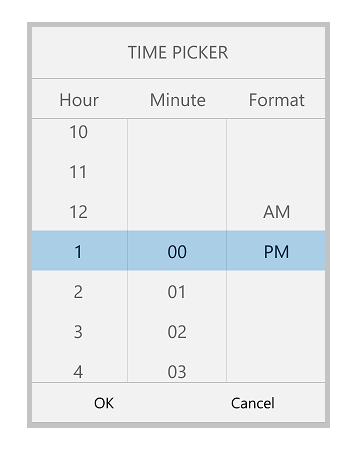 TIME PICKER
Hour Minute Format
10
11
12 AM
1 00 PM
2 01
3 02
4 03
OK Cancel